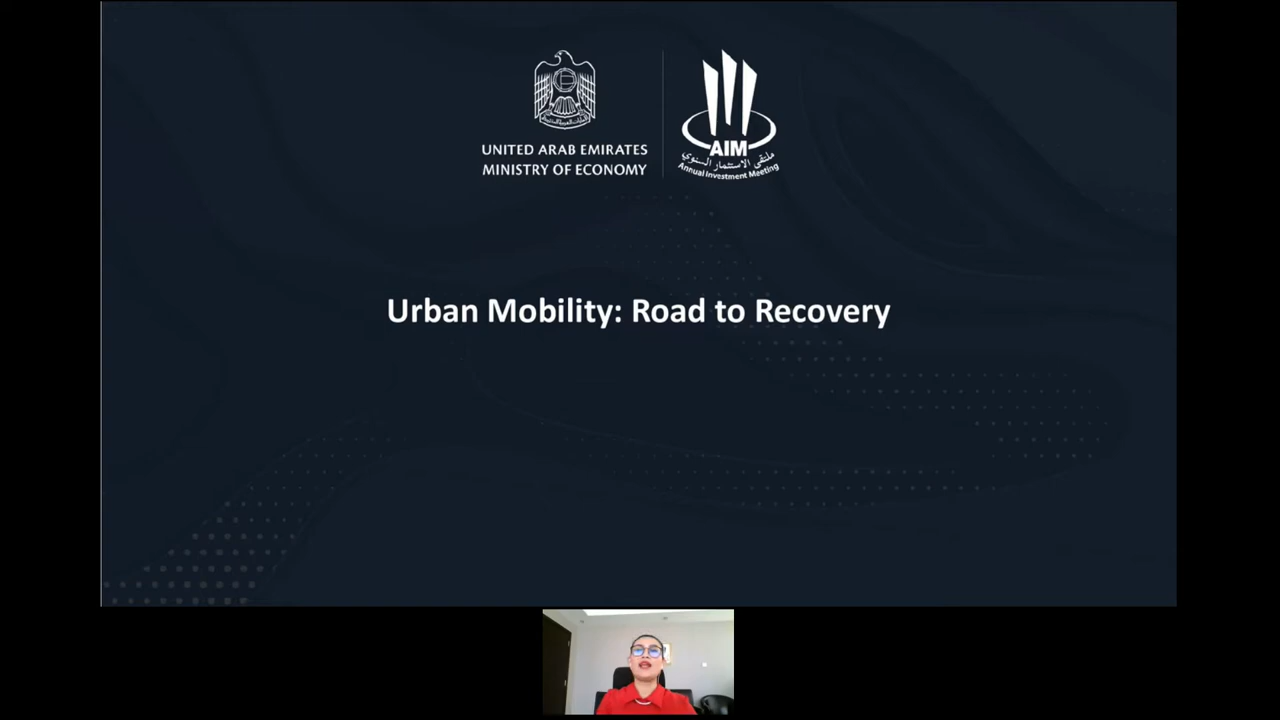 UNITED ARAB EMIRATES
MINISTRY OF ECONOMY
AIM
ملتقى الاستثمار السنوي
Annual Investment Meeting
Urban Mobility: Road to Recovery